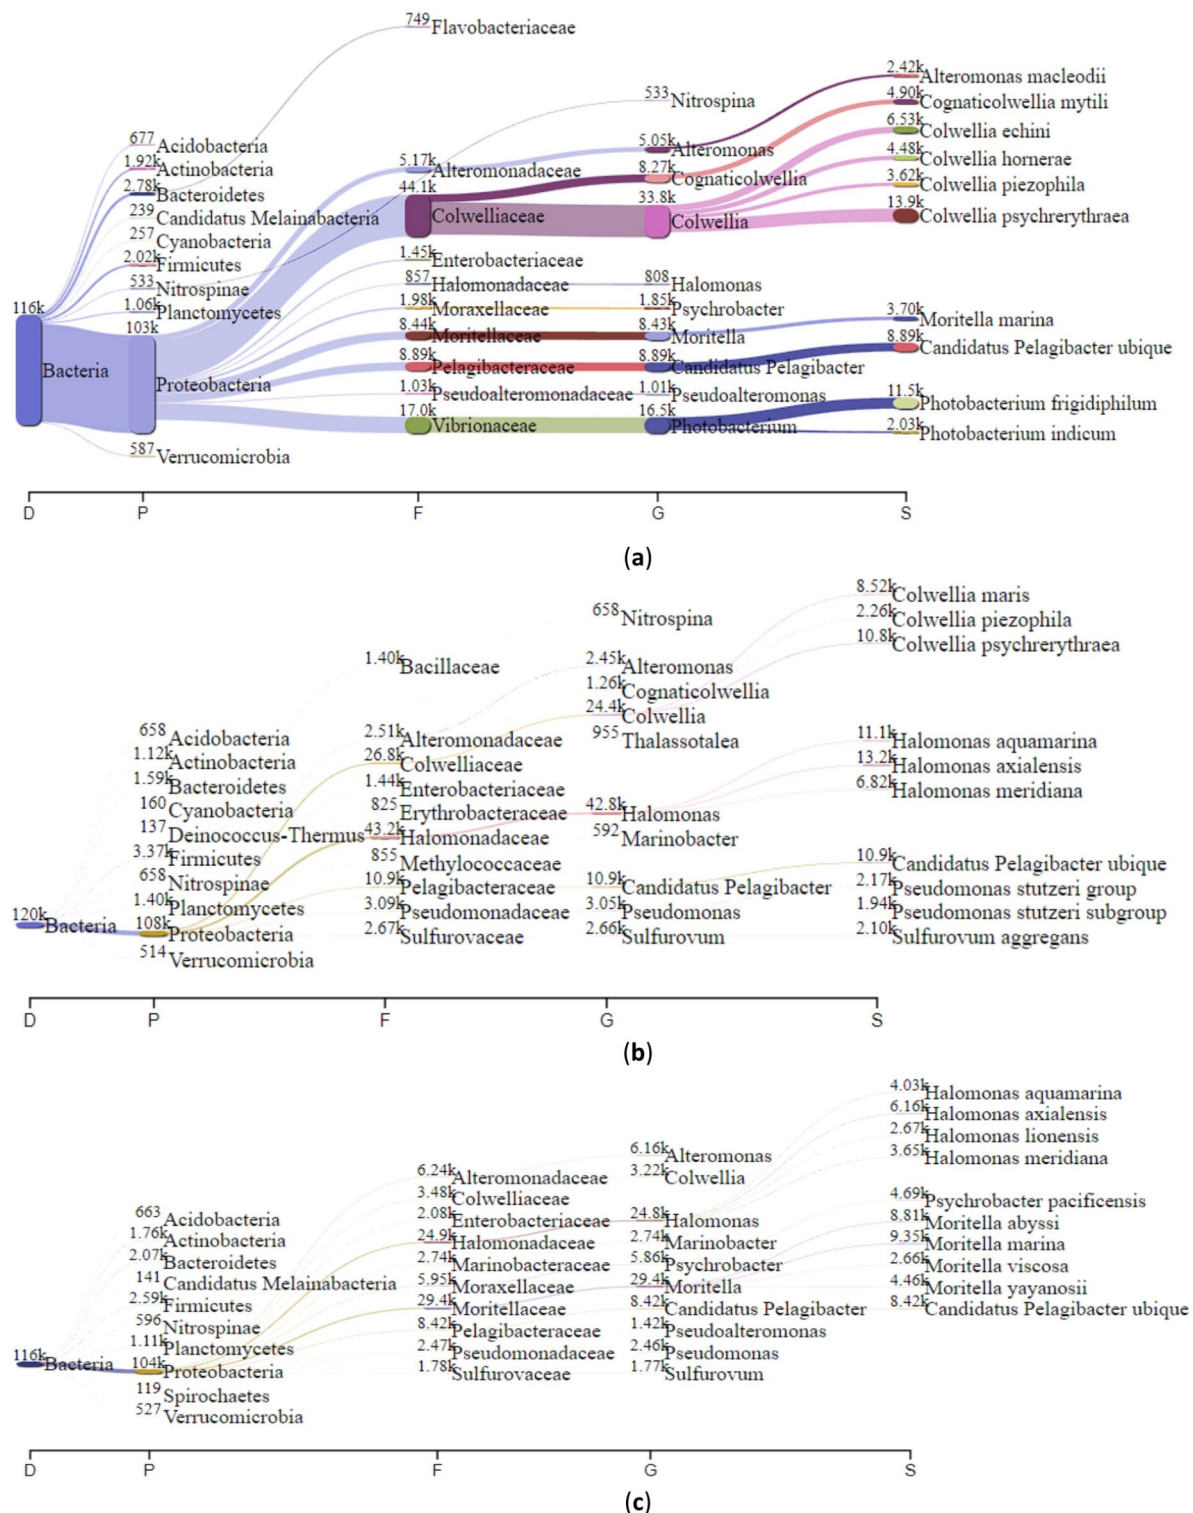 749 Flavobacteriaceae
533 Nitrospina
2.42k Alteromonas macleodii
4.90k Cognaticolwellia mytili
6.53k Colwellia echini
677 Acidobacteria
5.05k Alteromonas
4.48k Colwellia hornerae
1.92k Actinobacteria
5.17k Alteromonadaceae
8.27k Cognaticolwellia
3.62k Colwellia piezophila
2.78k Bacteroidetes
44.1k Colwelliaceae
33.8k Colwellia
13.9k Colwellia psychrerythraea
239 Candidatus Melainabacteria
257 Cyanobacteria
2.02k Firmicutes
1.45k Enterobacteriaceae
533 Nitrospinae
857 Halomonadaceae
808 Halomonas
1.06k Planctomycetes
1.98k Moraxellaceae
1.85k Psychrobacter
3.70k Moritella marina
116k Bacteria
103k Proteobacteria
8.44k Moritellaceae
8.43k Moritella
8.89k Candidatus Pelagibacter ubique
8.89k Pelagibacteraceae
8.89k Candidatus Pelagibacter
1.03k Pseudoalteromonadaceae
1.01k Pseudoalteromonas
11.5k Photobacterium frigidiphilum
17.0k Vibrionaceae
16.5k Photobacterium
2.03k Photobacterium indicum
587 Verrucomicrobia
D P F G S
(a)
8.52k Colwellia maris
658 Nitrospina
2.26k Colwellia piezophila
10.8k Colwellia psychrerythraea
1.40k Bacillaceae
2.45k Alteromonas
1.26k Cognaticolwellia
24.4k Colwellia
658 Acidobacteria
2.51k Alteromonadaceae
955 Thalassotalea
11.1k Halomonas aquamarina
1.12k Actinobacteria
26.8k Colwelliaceae
13.2k Halomonas axialensis
1.59k Bacteroidetes
1.44k Enterobacteriaceae
6.82k Halomonas meridiana
160 Cyanobacteria
825 Erythrobacteraceae
42.8k Halomonas
137 Deinococcus-Thermus
43.2k Halomonadaceae
592 Marinobacter
3.37k Firmicutes
855 Methylococcaceae
10.9k Candidatus Pelagibacter ubique
658 Nitrospinae
10.9k Pelagibacteraceae
10.9k Candidatus Pelagibacter
2.17k Pseudomonas stutzeri group
1.40k Planctomycetes
3.09k Pseudomonadaceae
3.05k Pseudomonas
1.94k Pseudomonas stutzeri subgroup
120k Bacteria
108k Proteobacteria
2.67k Sulfurovaceae
2.66k Sulfurovum
2.10k Sulfurovum aggregans
514 Verrucomicrobia
D P F G S
(b)
4.03k Halomonas aquamarina
6.16k Halomonas axialensis
2.67k Halomonas lionensis
6.16k Alteromonas
3.65k Halomonas meridiana
6.24k Alteromonadaceae
3.22k Colwellia
3.48k Colwelliaceae
4.69k Psychrobacter pacificensis
663 Acidobacteria
2.08k Enterobacteriaceae
24.8k Halomonas
8.81k Moritella abyssi
1.76k Actinobacteria
24.9k Halomonadaceae
2.74k Marinobacter
9.35k Moritella marina
2.07k Bacteroidetes
2.74k Marinobacteraceae
5.86k Psychrobacter
2.66k Moritella viscosa
141 Candidatus Melainabacteria
5.95k Moraxellaceae
29.4k Moritella
4.46k Moritella yayanosii
2.59k Firmicutes
29.4k Moritellaceae
8.42k Candidatus Pelagibacter
8.42k Candidatus Pelagibacter ubique
596 Nitrospinae
8.42k Pelagibacteraceae
1.42k Pseudoalteromonas
1.11k Planctomycetes
2.47k Pseudomonadaceae
2.46k Pseudomonas
116k Bacteria
104k Proteobacteria
1.78k Sulfurovaceae
1.77k Sulfurovum
119 Spirochaetes
527 Verrucomicrobia
D P F G S
(c)